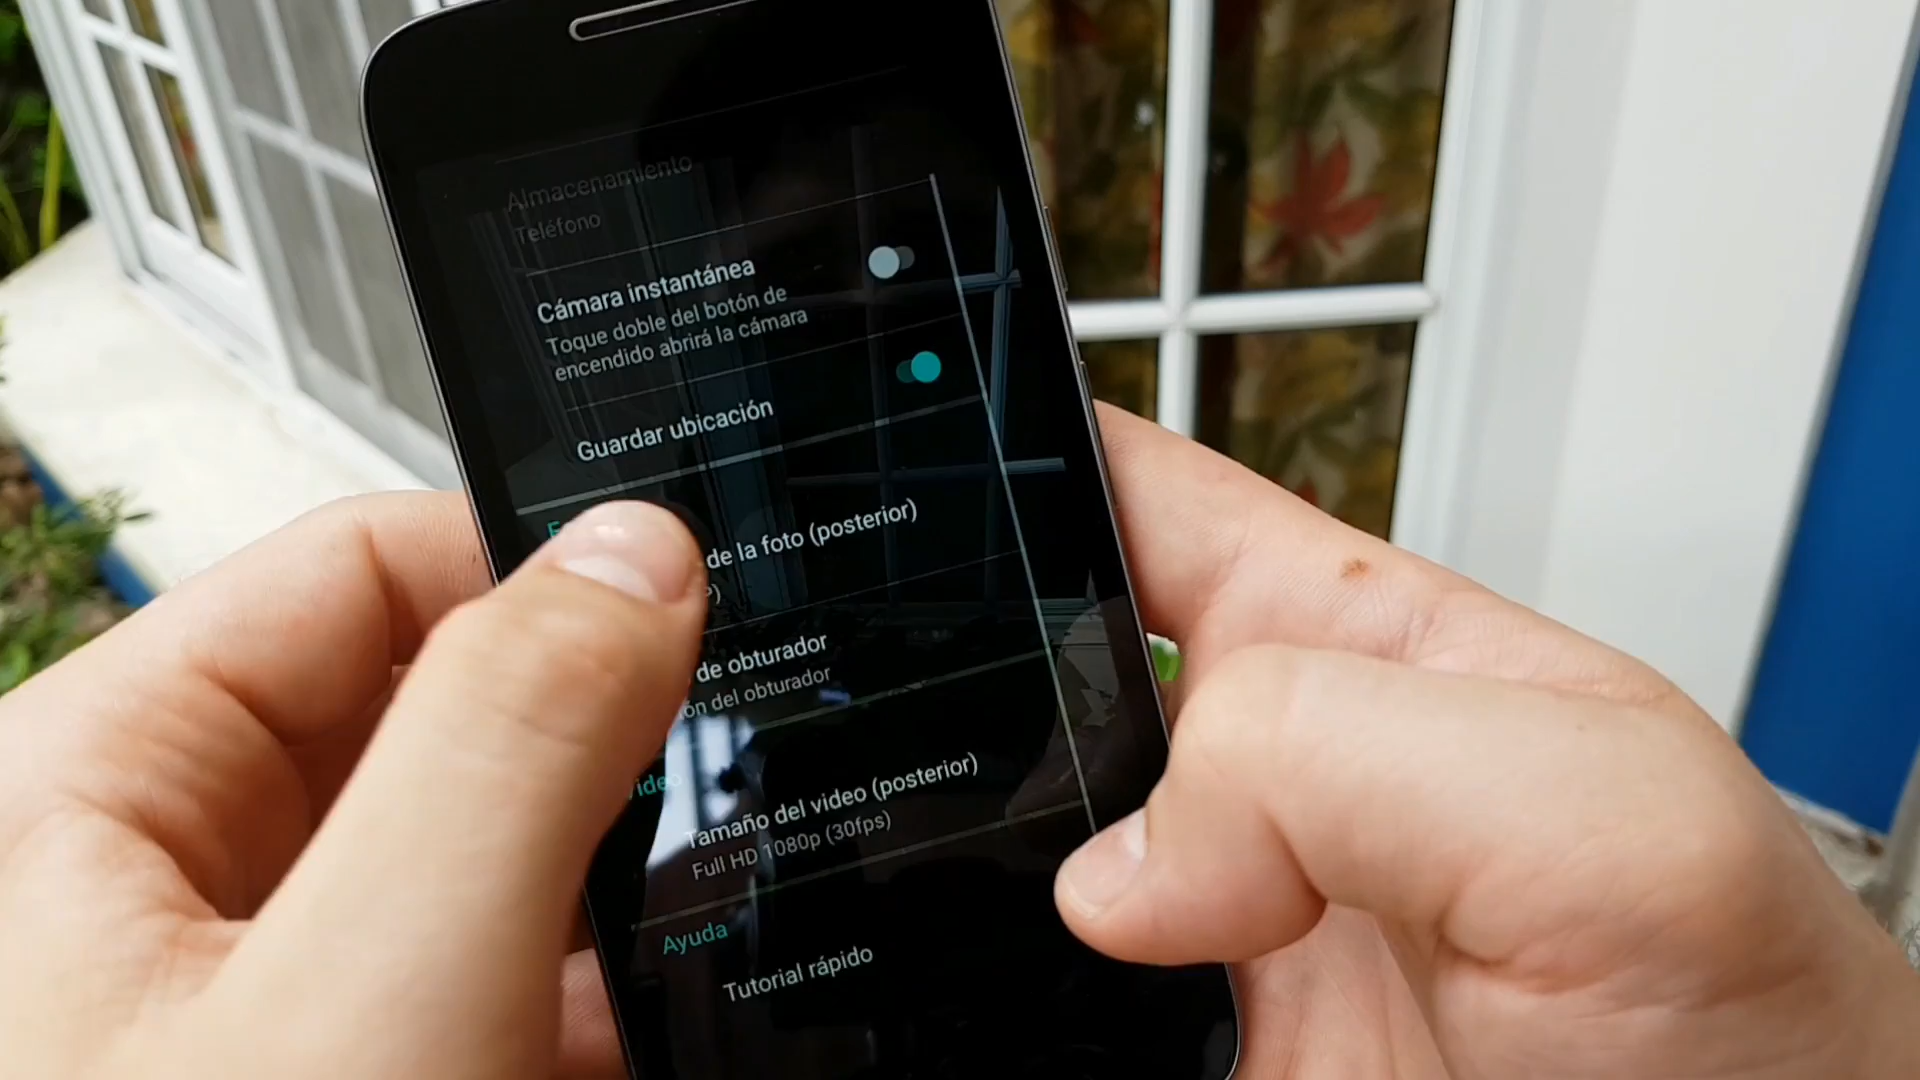 Almacenamiento
Teléfono
Cámara instantánea
Toque doble del botón de
encendido abrirá la cámara
Guardar ubicación
de la foto (posterior)
de obturador
del obturador
Tamaño del video (posterior)
Full HD 1080p (30fps)
Ayuda
Tutorial rápido